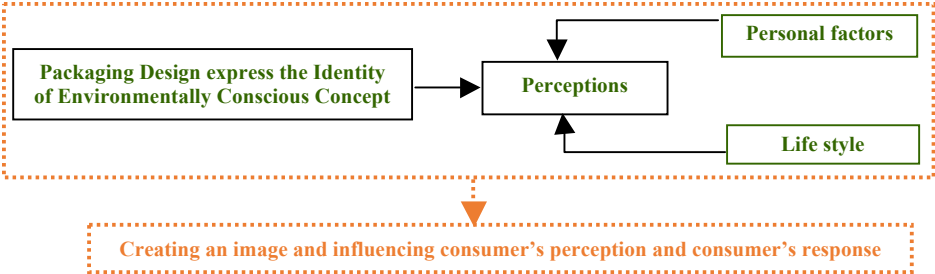 Personal factors
Packaging Design express the Identity
of Environmentally Conscious Concept
Perceptions
Life style
Creating an image and influencing consumer’s perception and consumer’s response